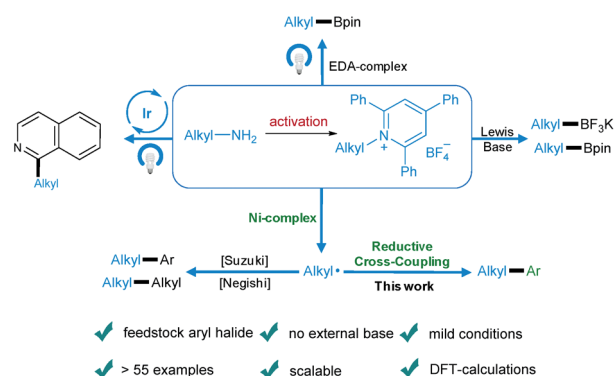 Alkyl—Bpin
EDA-complex
Ir
Alkyl—NH2
activation
Ph
Ph
Ph
N
+
Alkyl
BF4−
N
Alkyl
Lewis
Base
Alkyl—BF3K
Alkyl—Bpin
Ni-complex
Alkyl—Ar
Alkyl—Alkyl
[Suzuki]
[Negishi]
Alkyl•
Reductive
Cross-Coupling
This work
Alkyl—Ar
feedstock aryl halide
no external base
mild conditions
> 55 examples
scalable
DFT-calculations